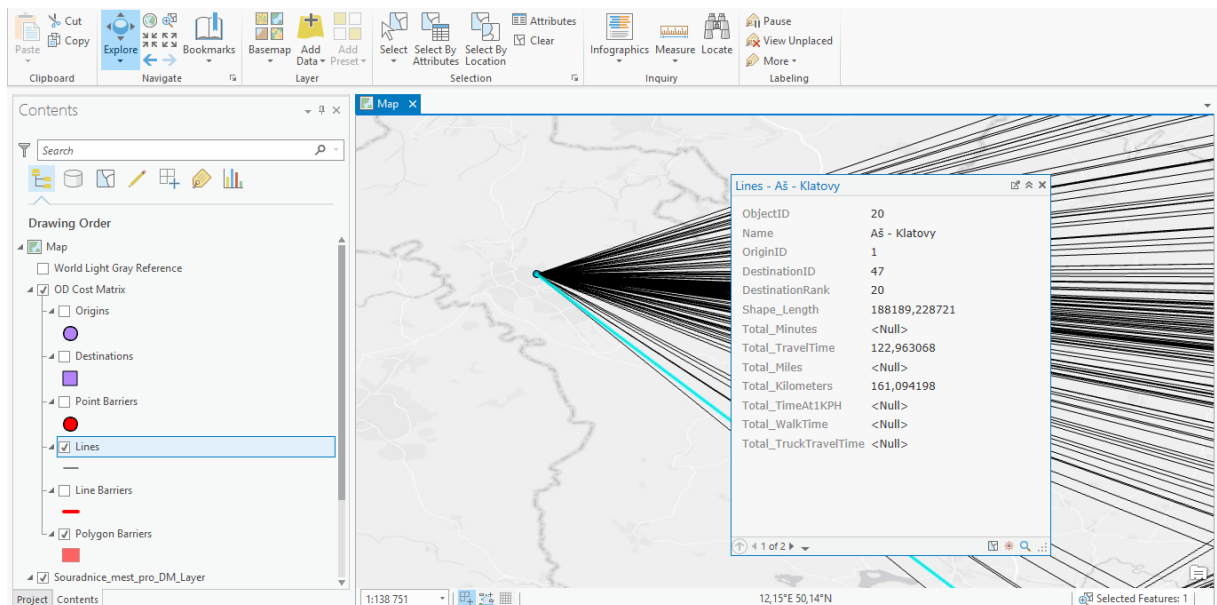 Cut
Copy
Paste
Explore
Bookmarks
Basemap
Add Data
Add Preset
Select
Select By Attributes
Select By Location
Attributes
Clear
Infographics
Measure
Locate
Pause
View Unplaced
More
Clipboard
Navigate
Layer
Selection
Inquiry
Labeling
Contents
Search
Drawing Order
Map
World Light Gray Reference
OD Cost Matrix
Origins
Destinations
Point Barriers
Lines
Line Barriers
Polygon Barriers
Souradnice_mest_pro_DM_Layer
Project Contents
Map
Lines - Aš - Klatovy
ObjectID 20
Name Aš - Klatovy
OriginID 1
DestinationID 47
DestinationRank 20
Shape_Length 188189,228721
Total_Minutes <Null>
Total_TravelTime 122,963068
Total_Miles <Null>
Total_Kilometers 161,094198
Total_TimeAt1KPH <Null>
Total_WalkTime <Null>
Total_TruckTravelTime <Null>
1 of 2
1:138 751
12,15°E 50,14°N
Selected Features: 1